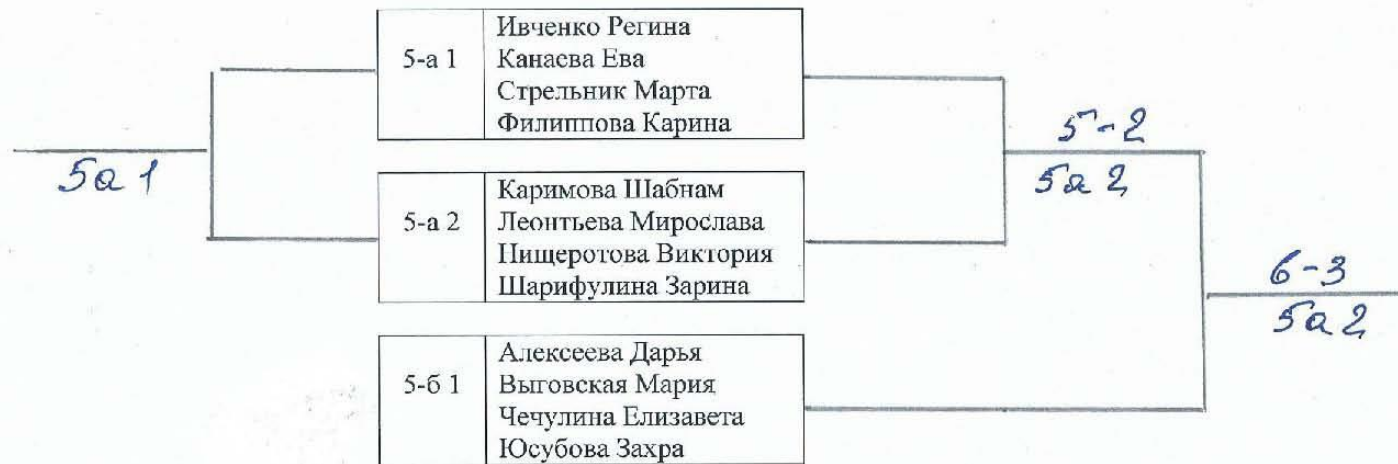 5-а 1
Ивченко Регина
Канаева Ева
Стрельник Марта
Филиппова Карина
5-2
5а 1
5а 2
5-а 2
Каримова Шабнам
Леонтьева Мирослава
Нищеротова Виктория
Шарифулина Зарина
6-3
5а 2
5-б 1
Алексеева Дарья
Выговская Мария
Чечулина Елизавета
Юсубова Захра